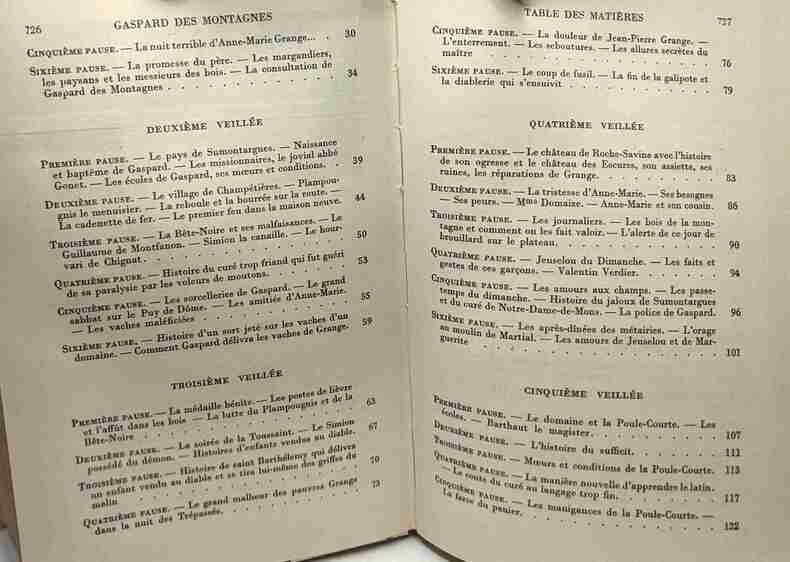 726
GASPARD DES MONTAGNES
CINQUIÈME PAUSE. — La nuit terrible d'Anne-Marie Grange... . 30
SIXIÈME PAUSE. — La promesse du père. — Les margandiers,
les paysans et les messieurs des bois. — La consultation de
Gaspard des Montagnes . . . . . . . . . . . . 34
DEUXIÈME VEILLÉE
PREMIÈRE PAUSE. — Le pays de Sumontargues. — Naissance
et baptême de Gaspard. — Les missionnaires, le jovial abbé
Gonet. — Les écoles de Gaspard, ses mœurs et conditions. . 39
DEUXIÈME PAUSE. — Le village de Champétières. — Plampou-
gnis le menuisier. — La reboule et la bourrée sur la route. —
La cadenette de fer. — Le premier feu dans la maison neuve. 44
TROISIÈME PAUSE. — La Bête-Noire et ses malfaisances. — Le
Guillaume de Montfanon. — Simion la canaille. — Le hour-
vari de Chignat. . . . . . . . . . . . . . 50
QUATRIÈME PAUSE. — Histoire du curé trop friand qui fut guéri
de sa paralysie par les voleurs de moutons. . . . . . . 53
CINQUIÈME PAUSE. — Les sorcelleries de Gaspard. — Le grand
sabbat sur le Puy de Dôme. — Les amitiés d'Anne-Marie.
— Les vaches maléficiées . . . . . . . . . . . 55
SIXIÈME PAUSE. — Histoire d'un sort jeté sur les vaches d'un
domaine. — Comment Gaspard délivra les vaches de Grange. 59
TROISIÈME VEILLÉE
PREMIÈRE PAUSE. — La médaille bénite. — Les postes de lièvre
et l'affût dans les bois — La lutte du Plampougnis et de la
Bête-Noire . . . . . . . . . . . . . . 63
DEUXIÈME PAUSE. — La soirée de la Toussaint. — Le Simion
possédé du démon. — Histoires d'enfants vendus au diable. 67
TROISIÈME PAUSE. — Histoire de saint Barthélemy qui délivra
un enfant vendu au diable et se tira lui-même des griffes du
malin . . . . . . . . . . . . . . . 70
QUATRIÈME PAUSE. — Le grand malheur des pauvres Grange
dans la nuit des Trépassés. . . . . . . . . . . 73
TABLE DES MATIÈRES
727
CINQUIÈME PAUSE. — La douleur de Jean-Pierre Grange. —
L'enterrement. — Les seboutures. — Les allures secrètes du
maître . . . . . . . . . . . . . . . 76
SIXIÈME PAUSE. — Le coup de fusil. — La fin de la galipote et
la diablerie qui s'ensuivit . . . . . . . . . . 79
QUATRIÈME VEILLÉE
PREMIÈRE PAUSE. — Le château de Roche-Savine avec l'histoire
de son ogresse et le château des Escures, son assiette, ses
ruines, les réparations de Grange. . . . . . . . . 83
DEUXIÈME PAUSE. — La tristesse d'Anne-Marie. — Ses besognes
— Ses peurs. — Mme Domaize. — Anne-Marie et son cousin. 86
TROISIÈME PAUSE. — Les journaliers. — Les bois de la mon-
tagne et comment on les fait valoir. — L'alerte de ce jour de
brouillard sur le plateau. . . . . . . . . . . 90
QUATRIÈME PAUSE. — Jeuselou du Dimanche. — Les faits et
gestes de ces garçons. — Valentin Verdier. . . . . . 94
CINQUIÈME PAUSE. — Les amours aux champs. — Les passe-
temps du dimanche. — Histoire du jaloux de Sumontargues
et du curé de Notre-Dame-de-Mons. — La police de Gaspard. 96
SIXIÈME PAUSE. — Les après-dînées des métairies. — L'orage
au moulin de Martial. — Les amours de Jeuselou et de Mar-
guerite . . . . . . . . . . . . . . . 101
CINQUIÈME VEILLÉE
PREMIÈRE PAUSE. — Le domaine et la Poule-Courte. — Les
écoles. — Barthaut le magister. . . . . . . . . . 107
DEUXIÈME PAUSE. — L'histoire du sufficit. . . . . . . 111
TROISIÈME PAUSE. — Mœurs et conditions de la Poule-Courte. 113
QUATRIÈME PAUSE. — La manière nouvelle d'apprendre le latin.
— Le conte du curé au langage trop fin. . . . . . . 117
CINQUIÈME PAUSE. — Les manigances de la Poule-Courte —
La farce du panier. . . . . . . . . . . . . 122